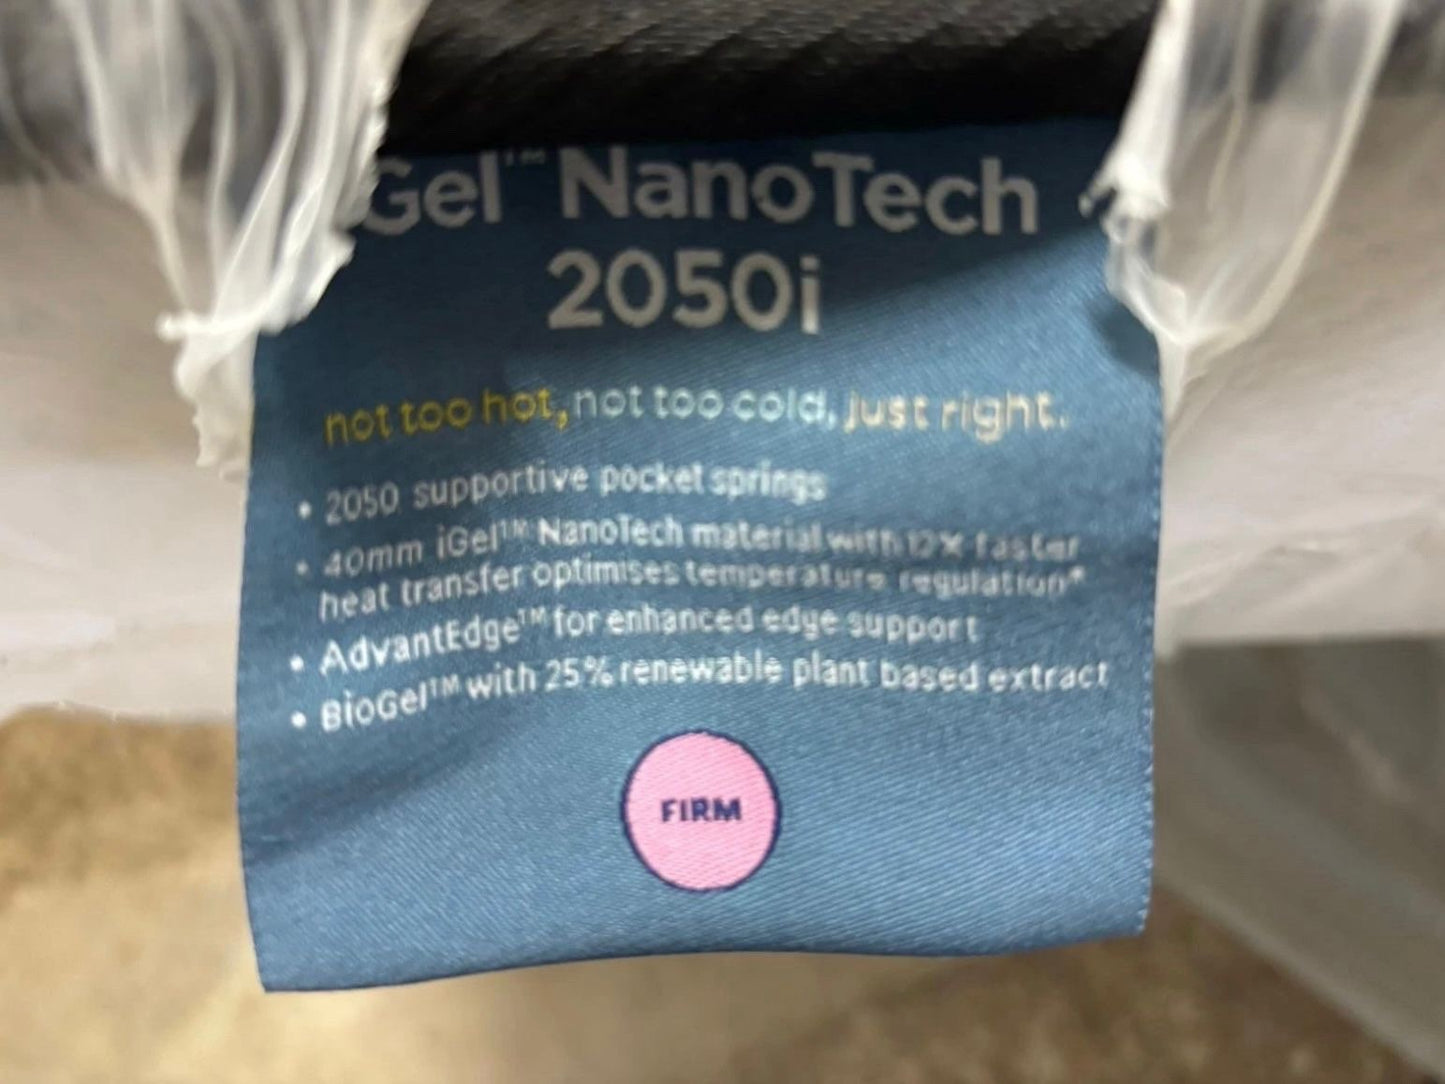 Gel™ NanoTech
2050i
not too hot, not too cold, just right.
• 2050 supportive pocket springs
• 40mm iGel™ NanoTech material with 12X faster
heat transfer optimises temperature regulation*
• AdvantEdge™ for enhanced edge support
• BioGel™ with 25% renewable plant based extract
FIRM